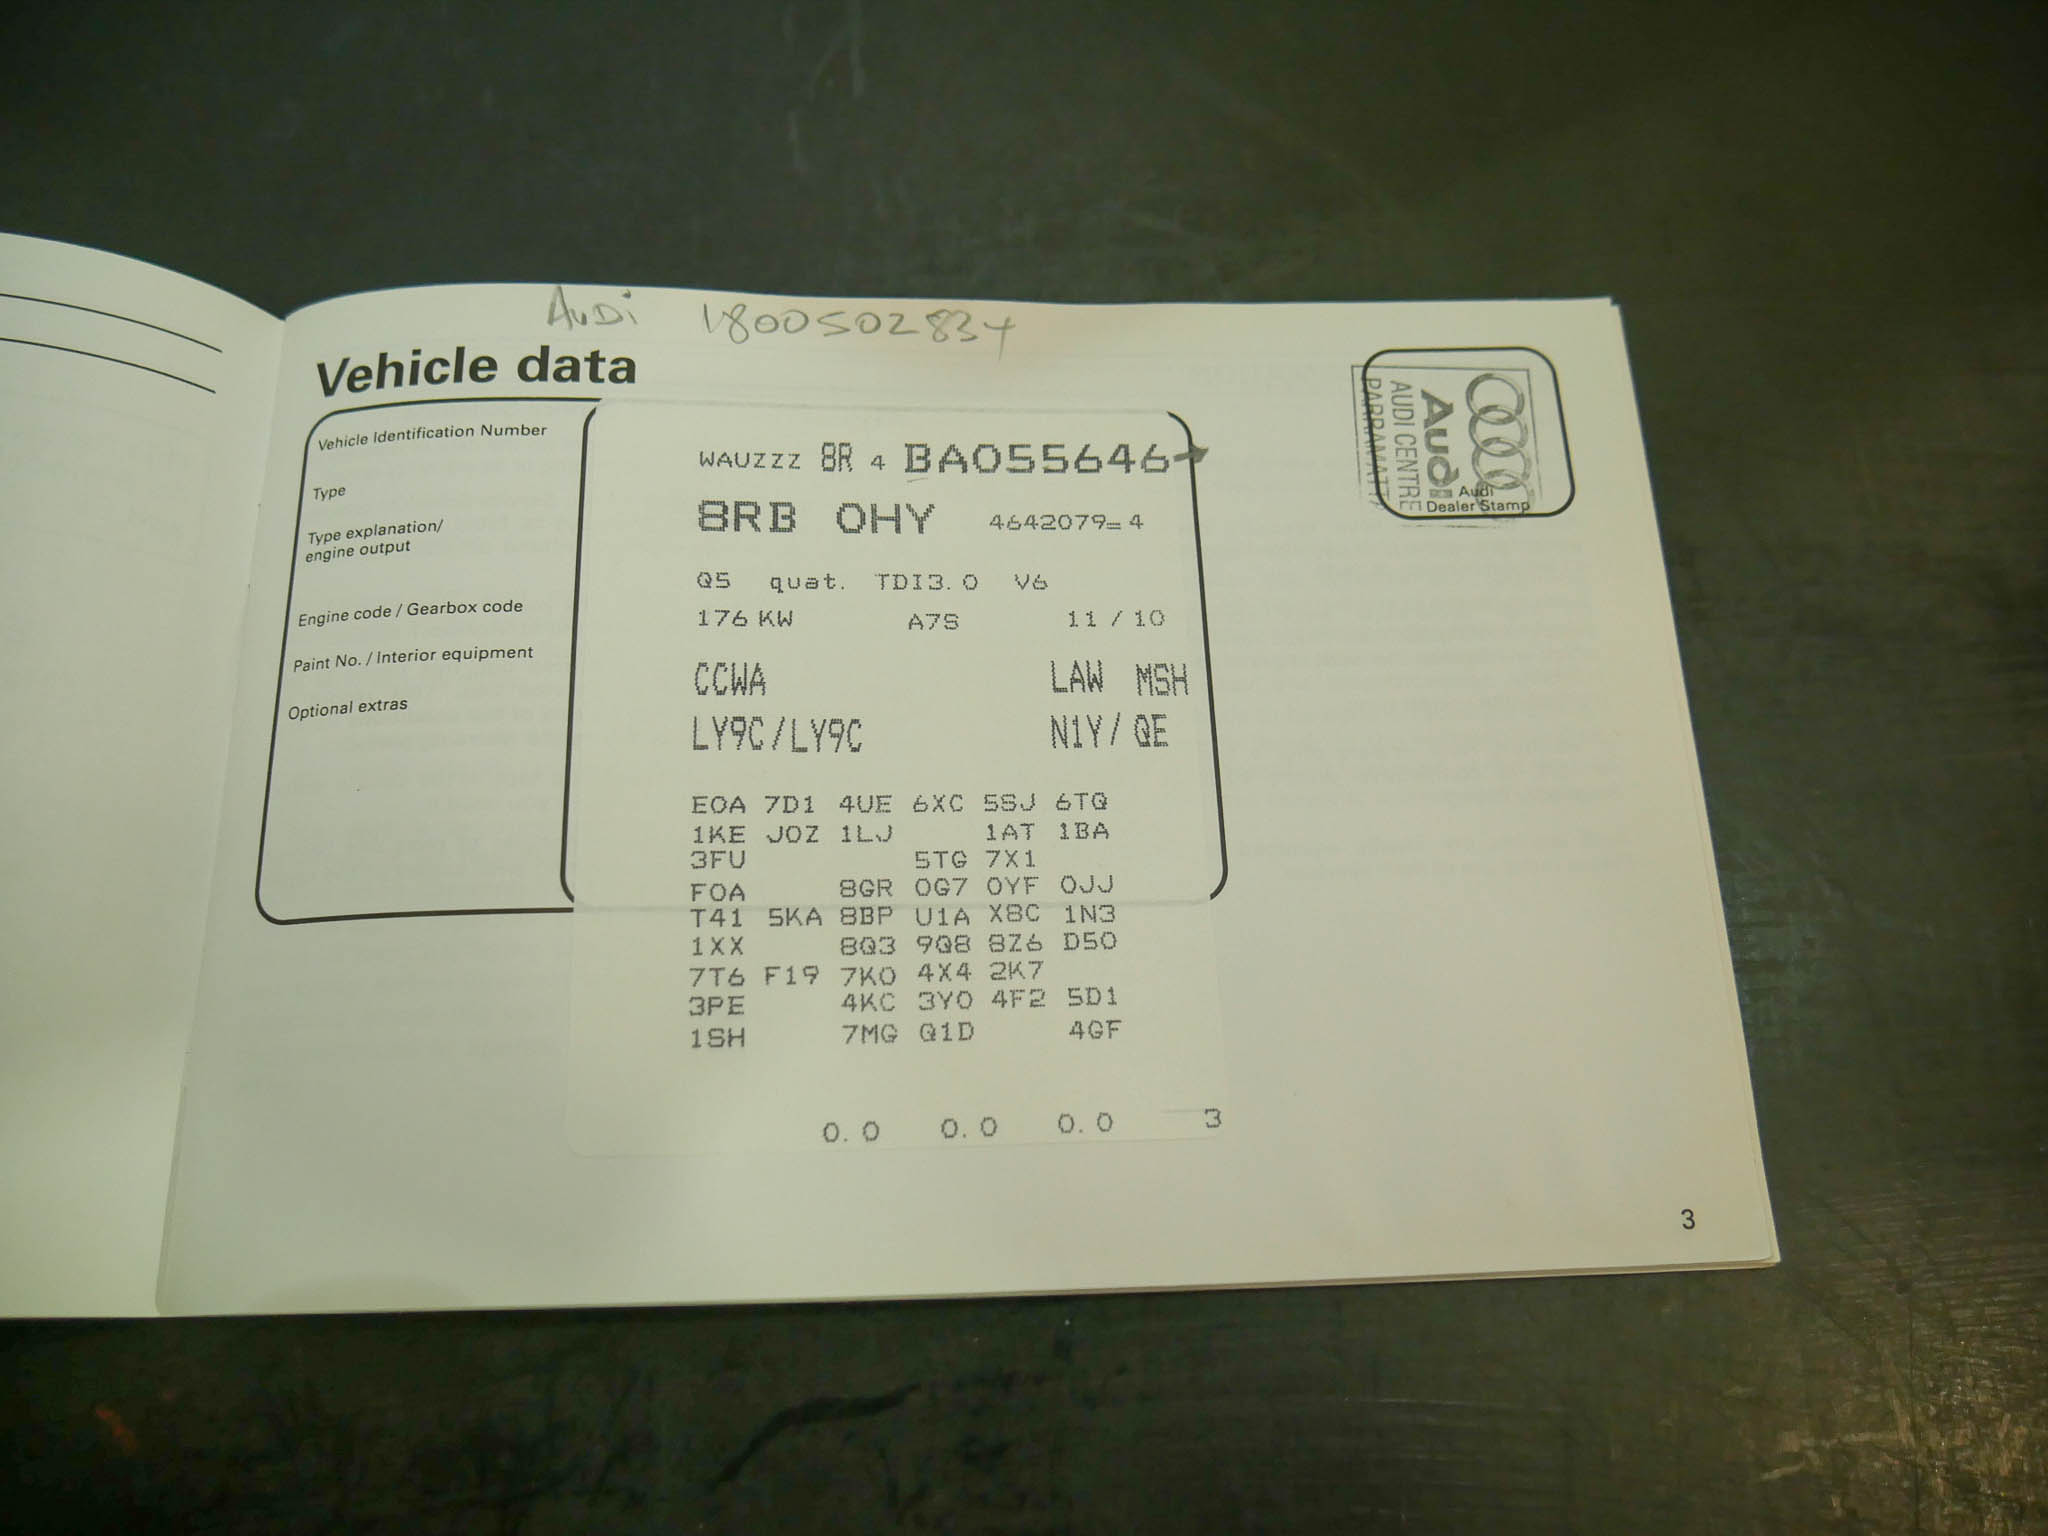 AUDi 1800502834
Vehicle data
Vehicle Identification Number
Type
Type explanation/
engine output
Engine code / Gearbox code
Paint No. / Interior equipment
Optional extras
WAUZZZ 8R 4 BA055646
8RB 0HY 4642079=4
Q5 quat. TDI3.0 V6
176 KW A7S 11 / 10
CCWA LAW MSH
LY9C/LY9C N1Y/ QE
E0A 7D1 4UE 6XC 5SJ 6TQ
1KE J0Z 1LJ 1AT 1BA
3FU 5TG 7X1
F0A 8GR 0G7 0YF 0JJ
T41 5KA 8BP U1A X8C 1N3
1XX 8Q3 9Q8 8Z6 D50
7T6 F19 7K0 4X4 2K7
3PE 4KC 3Y0 4F2 5D1
1SH 7MG Q1D 4GF
0.0 0.0 0.0 3
Audi
AUDI CENTRE
PARRAMATTA
Audi
Dealer Stamp
3